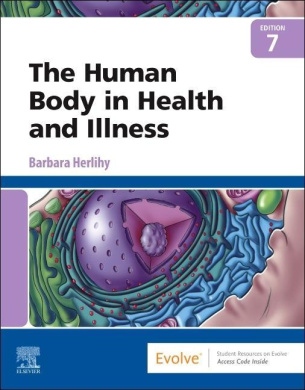 EDITION
7
The Human
Body in Health
and Illness
Barbara Herlihy
ELSEVIER
Evolve
Student Resources on Evolve
Access Code Inside